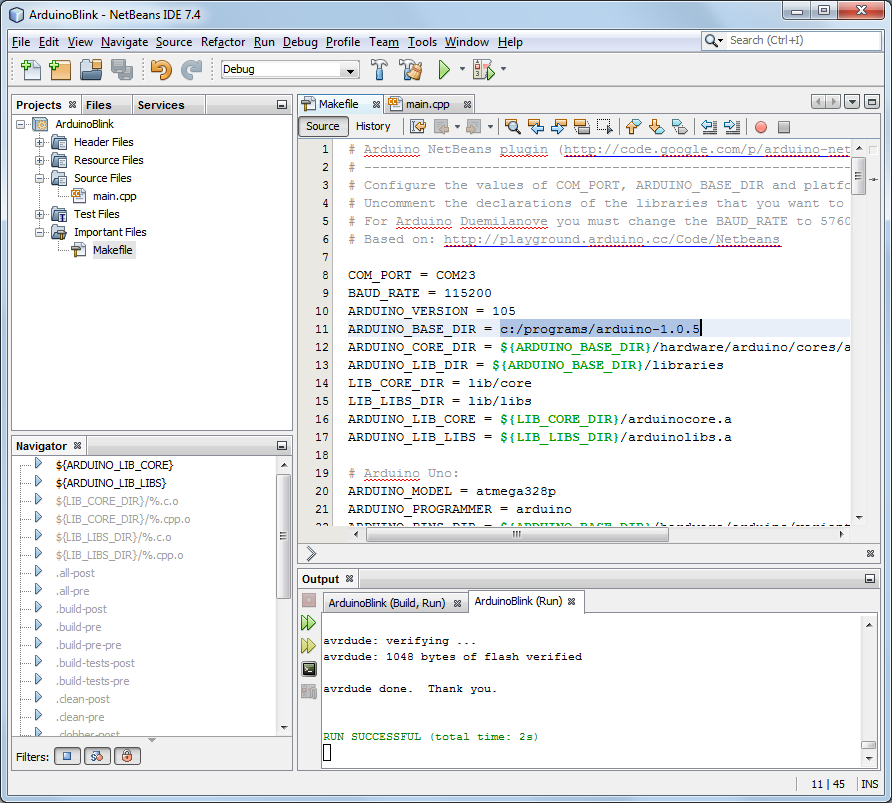 ArduinoBlink - NetBeans IDE 7.4
File Edit View Navigate Source Refactor Run Debug Profile Team Tools Window Help
Search (Ctrl+I)
Debug
Projects Files Services
ArduinoBlink
Header Files
Resource Files
Source Files
main.cpp
Test Files
Important Files
Makefile
Navigator
${ARDUINO_LIB_CORE}
${ARDUINO_LIB_LIBS}
${LIB_CORE_DIR}/%.c.o
${LIB_CORE_DIR}/%.cpp.o
${LIB_LIBS_DIR}/%.c.o
${LIB_LIBS_DIR}/%.cpp.o
.all-post
.all-pre
.build-post
.build-pre
.build-pre-pre
.build-tests-post
.build-tests-pre
.clean-post
.clean-pre
.clobber-post
Filters:
Makefile main.cpp
Source History
1 # Arduino NetBeans plugin (http://code.google.com/p/arduino-net
2 # ---------------------------------------------------------------
3 # Configure the values of COM_PORT, ARDUINO_BASE_DIR and platfo
4 # Uncomment the declarations of the libraries that you want to
5 # For Arduino Duemilanove you must change the BAUD_RATE to 5760
6 # Based on: http://playground.arduino.cc/Code/Netbeans
7
8 COM_PORT = COM23
9 BAUD_RATE = 115200
10 ARDUINO_VERSION = 105
11 ARDUINO_BASE_DIR = c:/programs/arduino-1.0.5
12 ARDUINO_CORE_DIR = ${ARDUINO_BASE_DIR}/hardware/arduino/cores/a
13 ARDUINO_LIB_DIR = ${ARDUINO_BASE_DIR}/libraries
14 LIB_CORE_DIR = lib/core
15 LIB_LIBS_DIR = lib/libs
16 ARDUINO_LIB_CORE = ${LIB_CORE_DIR}/arduinocore.a
17 ARDUINO_LIB_LIBS = ${LIB_LIBS_DIR}/arduinolibs.a
18
19 # Arduino Uno:
20 ARDUINO_MODEL = atmega328p
21 ARDUINO_PROGRAMMER = arduino
22 ARDUINO_PINS_DIR = ${ARDUINO_BASE_DIR}/hardware/arduino/variant
Output
ArduinoBlink (Build, Run) ArduinoBlink (Run)
avrdude: verifying ...
avrdude: 1048 bytes of flash verified
avrdude done. Thank you.
RUN SUCCESSFUL (total time: 2s)
11 | 45 INS